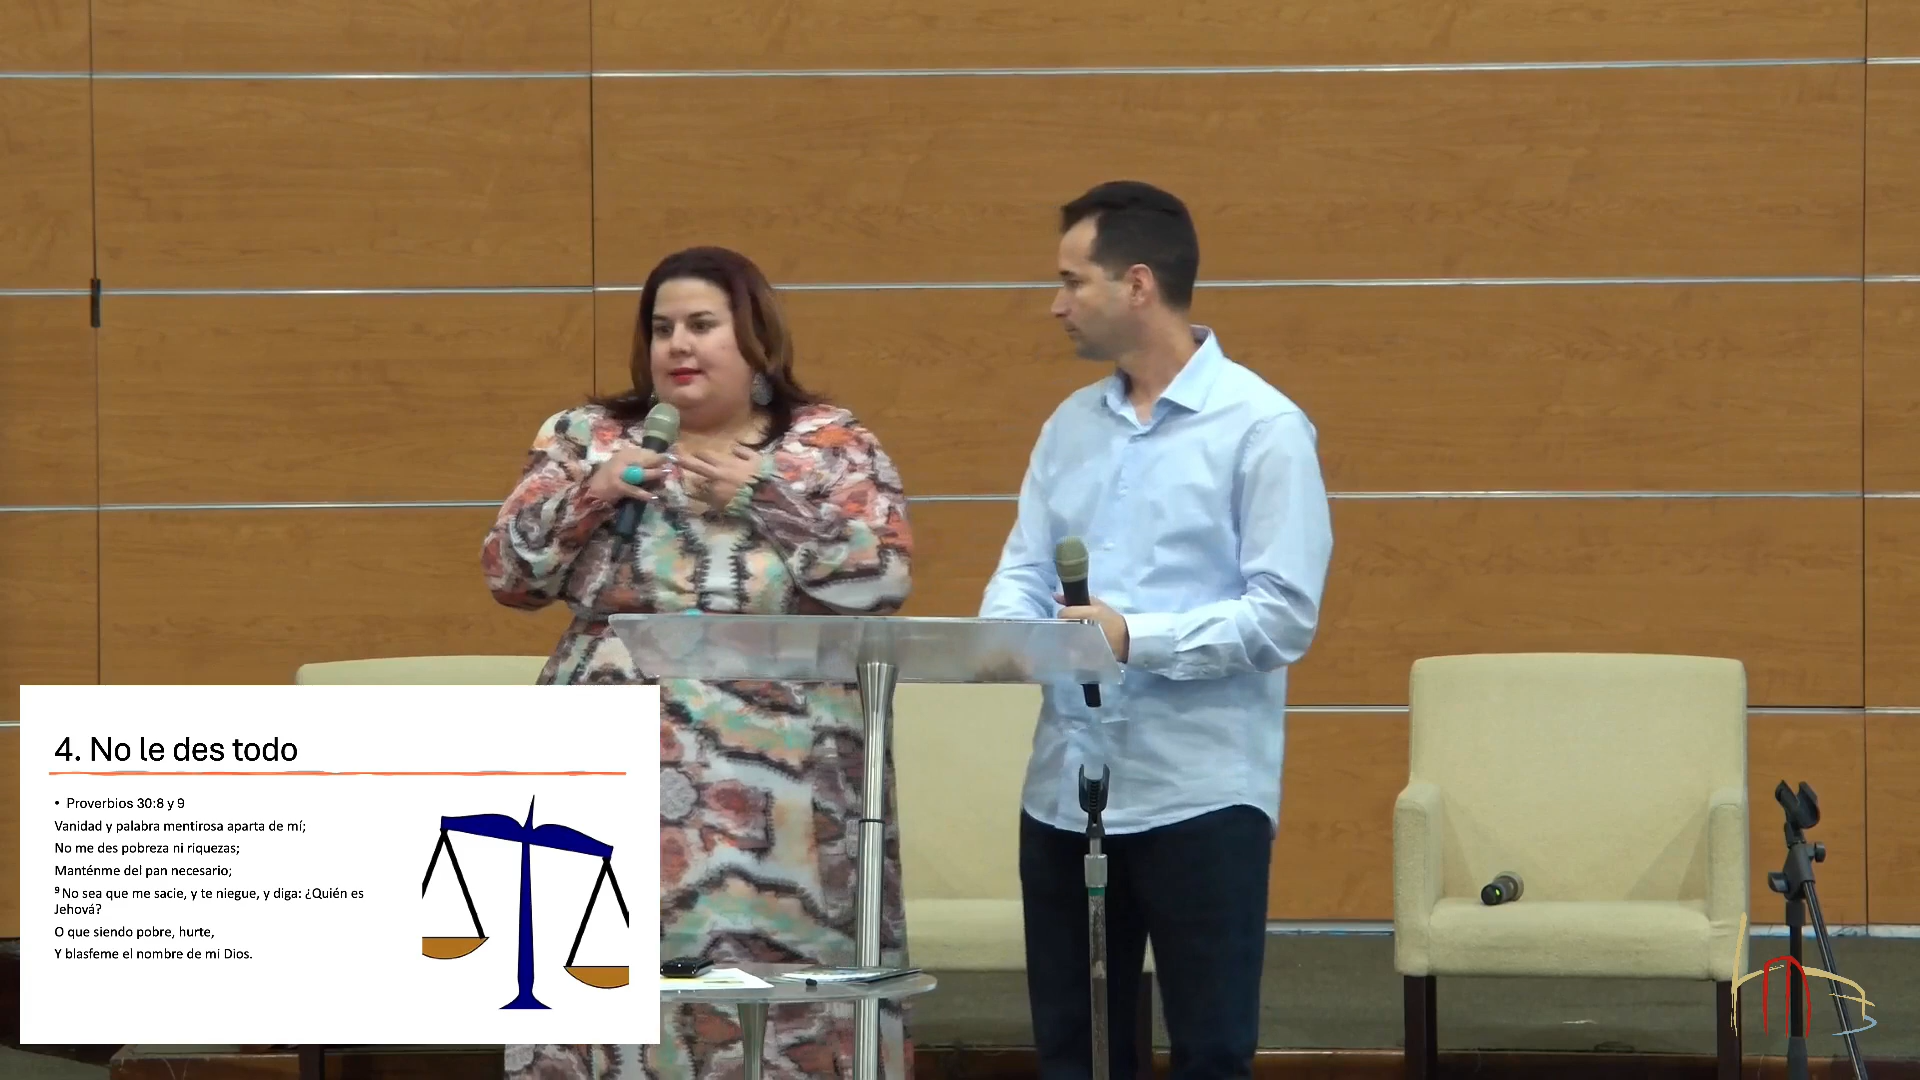 4. No le des todo
• Proverbios 30:8 y 9
Vanidad y palabra mentirosa aparta de mí;
No me des pobreza ni riquezas;
Manténme del pan necesario;
⁹ No sea que me sacie, y te niegue, y diga: ¿Quién es
Jehová?
O que siendo pobre, hurte,
Y blasfeme el nombre de mi Dios.